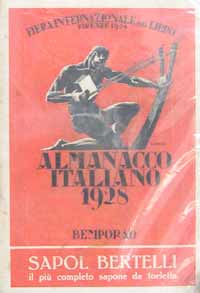 FIERA INTERNAZIONALE DEL LIBRO
FIRENZE 1928
ALMANACCO
ITALIANO
1928
BEMPORAD
SAPOL BERTELLI
il più completo sapone da toeletta